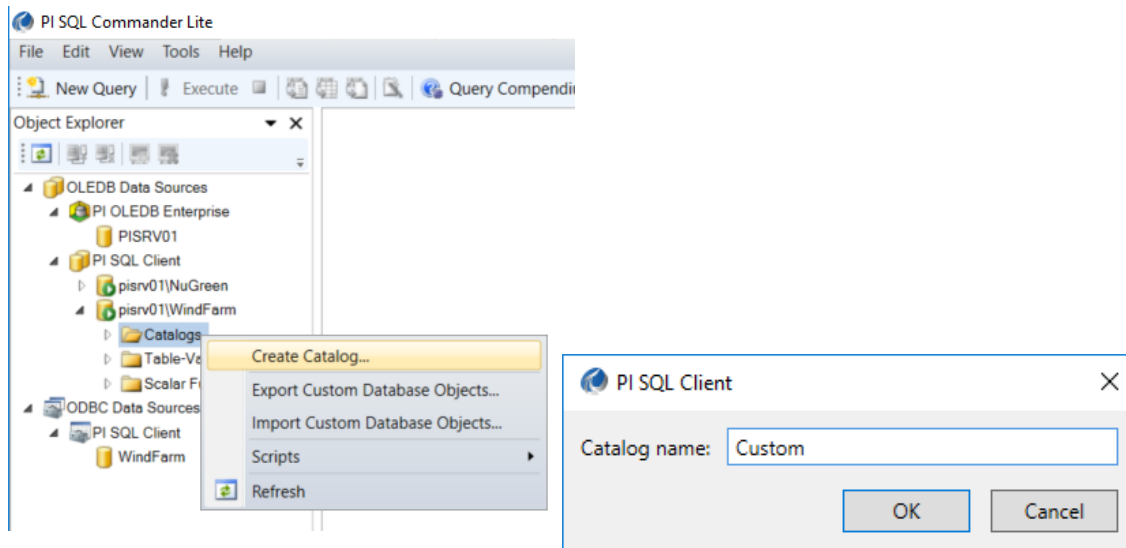 PI SQL Commander Lite
File Edit View Tools Help
New Query Execute Query Compendi
Object Explorer
OLEDB Data Sources
PI OLEDB Enterprise
PISRV01
PI SQL Client
pisrv01\NuGreen
pisrv01\WindFarm
Catalogs
Table-Va
Scalar F
ODBC Data Sources
PI SQL Client
WindFarm
Create Catalog...
Export Custom Database Objects...
Import Custom Database Objects...
Scripts
Refresh
PI SQL Client
Catalog name: Custom
OK Cancel